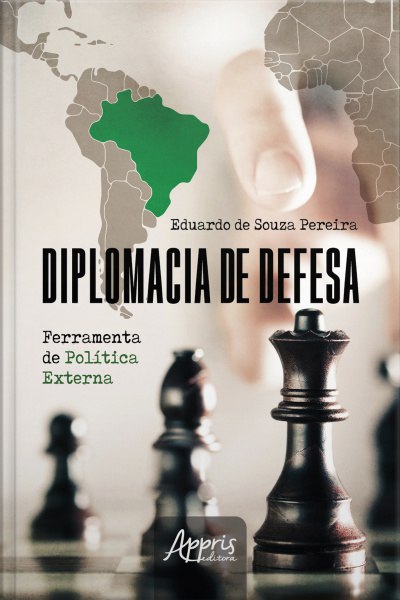 Eduardo de Souza Pereira
DIPLOMACIA DE DEFESA
Ferramenta
de Política
Externa
Appris
editora